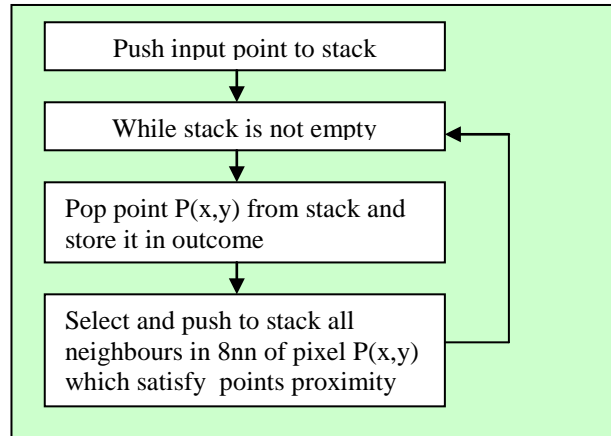 Push input point to stack
While stack is not empty
Pop point P(x,y) from stack and
store it in outcome
Select and push to stack all
neighbours in 8nn of pixel P(x,y)
which satisfy points proximity